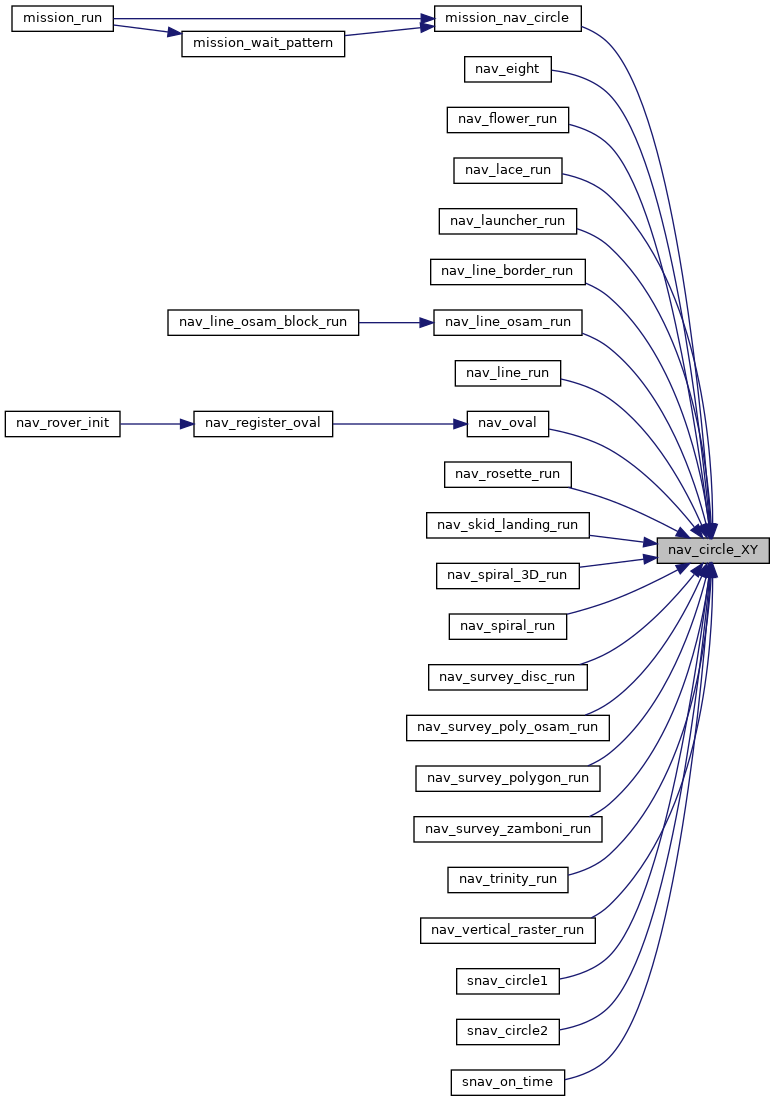 mission_run
mission_nav_circle
mission_wait_pattern
nav_eight
nav_flower_run
nav_lace_run
nav_launcher_run
nav_line_border_run
nav_line_osam_block_run
nav_line_osam_run
nav_line_run
nav_rover_init
nav_register_oval
nav_oval
nav_rosette_run
nav_skid_landing_run
nav_circle_XY
nav_spiral_3D_run
nav_spiral_run
nav_survey_disc_run
nav_survey_poly_osam_run
nav_survey_polygon_run
nav_survey_zamboni_run
nav_trinity_run
nav_vertical_raster_run
snav_circle1
snav_circle2
snav_on_time